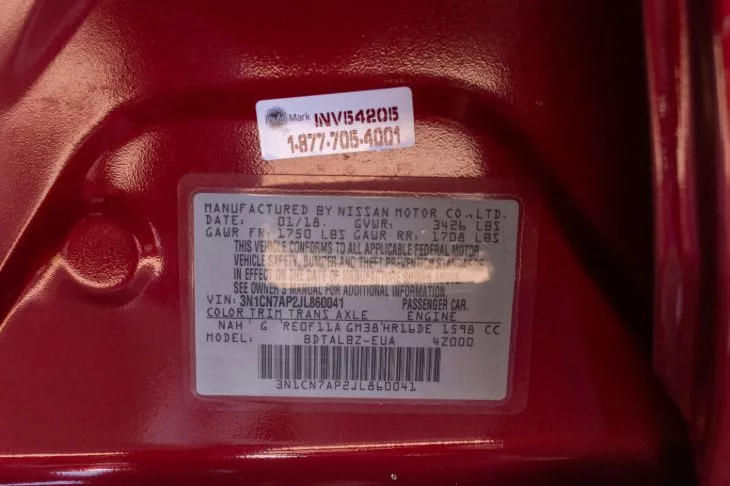 Mark INV54205
1-877-705-4001
MANUFACTURED BY NISSAN MOTOR CO., LTD.
DATE: 01/18. GVWR: 3426 LBS
GAWR FR: 1750 LBS GAWR RR: 1708 LBS
THIS VEHICLE CONFORMS TO ALL APPLICABLE FEDERAL MOTOR
VEHICLE SAFETY, BUMPER AND THEFT PREVENTION STANDARDS
IN EFFECT ON THE DATE OF MANUFACTURE SHOWN ABOVE.
SEE OWNER'S MANUAL FOR ADDITIONAL INFORMATION.
VIN: 3N1CN7AP2JL860041 PASSENGER CAR.
COLOR TRIM TRANS AXLE ENGINE
NAH G RE0F11A GM38 HR16DE 1598 CC
MODEL: BDTALBZ-EUA 4Z000
3N1CN7AP2JL860041